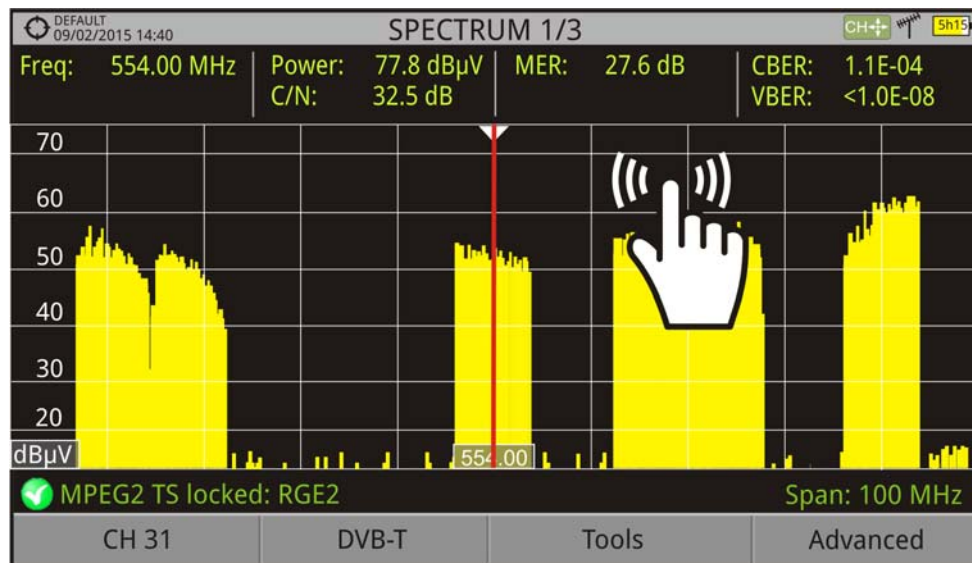 DEFAULT
09/02/2015 14:40
SPECTRUM 1/3
CH
5h15
Freq: 554.00 MHz
Power: 77.8 dBµV
C/N: 32.5 dB
MER: 27.6 dB
CBER: 1.1E-04
VBER: <1.0E-08
70
60
50
40
30
20
dBµV
554.00
MPEG2 TS locked: RGE2
Span: 100 MHz
CH 31
DVB-T
Tools
Advanced